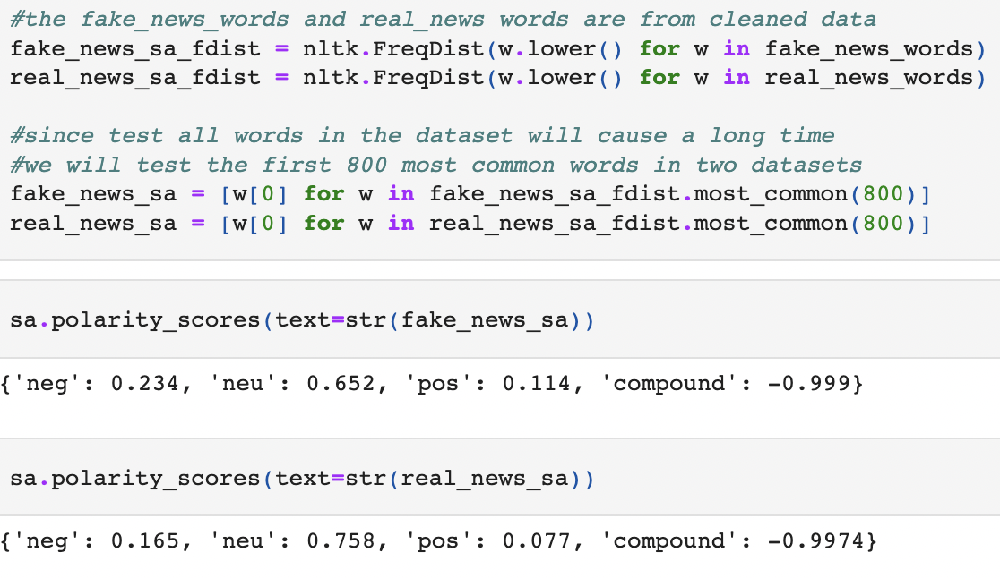 #the fake_news_words and real_news words are from cleaned data
fake_news_sa_fdist = nltk.FreqDist(w.lower() for w in fake_news_words)
real_news_sa_fdist = nltk.FreqDist(w.lower() for w in real_news_words)
#since test all words in the dataset will cause a long time
#we will test the first 800 most common words in two datasets
fake_news_sa = [w[0] for w in fake_news_sa_fdist.most_common(800)]
real_news_sa = [w[0] for w in real_news_sa_fdist.most_common(800)]
sa.polarity_scores(text=str(fake_news_sa))
{'neg': 0.234, 'neu': 0.652, 'pos': 0.114, 'compound': -0.999}
sa.polarity_scores(text=str(real_news_sa))
{'neg': 0.165, 'neu': 0.758, 'pos': 0.077, 'compound': -0.9974}